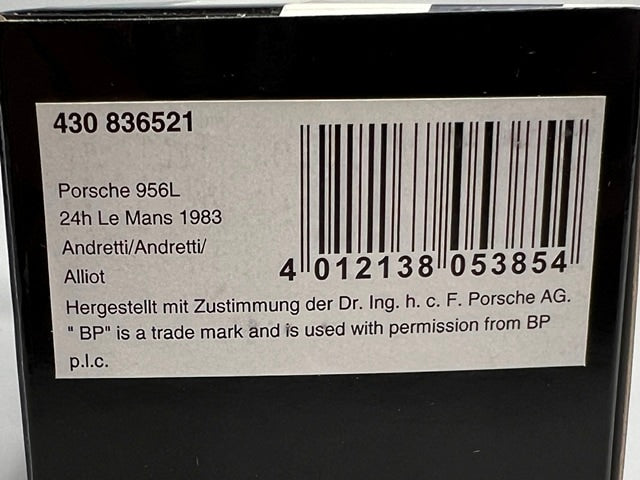 430 836521
Porsche 956L
24h Le Mans 1983
Andretti/Andretti/
Alliot
4 012138 053854
Hergestellt mit Zustimmung der Dr. Ing. h. c. F. Porsche AG.
" BP" is a trade mark and is used with permission from BP
p.l.c.